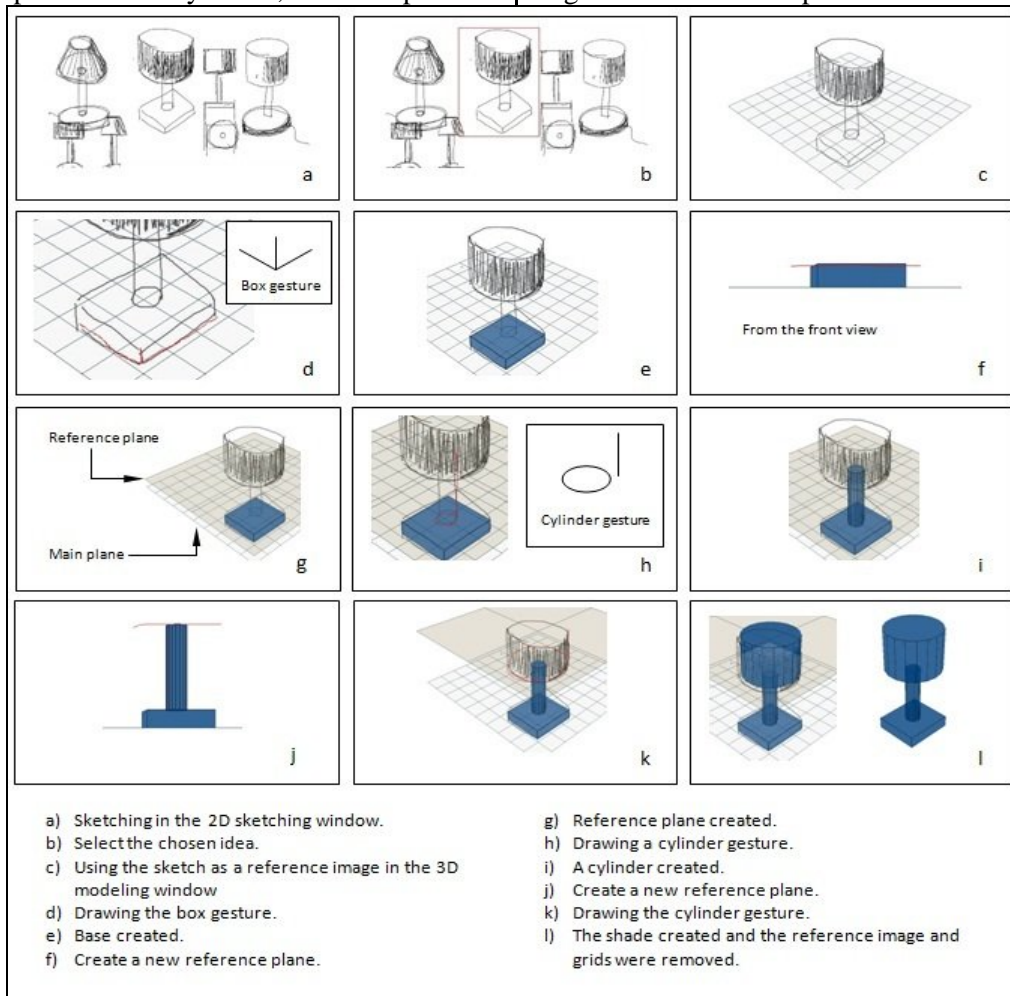 a
b
c
Box gesture
d
e
From the front view
f
Reference plane
Main plane
g
Cylinder gesture
h
i
j
k
l
a) Sketching in the 2D sketching window.
b) Select the chosen idea.
c) Using the sketch as a reference image in the 3D
modeling window
d) Drawing the box gesture.
e) Base created.
f) Create a new reference plane.
g) Reference plane created.
h) Drawing a cylinder gesture.
i) A cylinder created.
j) Create a new reference plane.
k) Drawing the cylinder gesture.
l) The shade created and the reference image and
grids were removed.